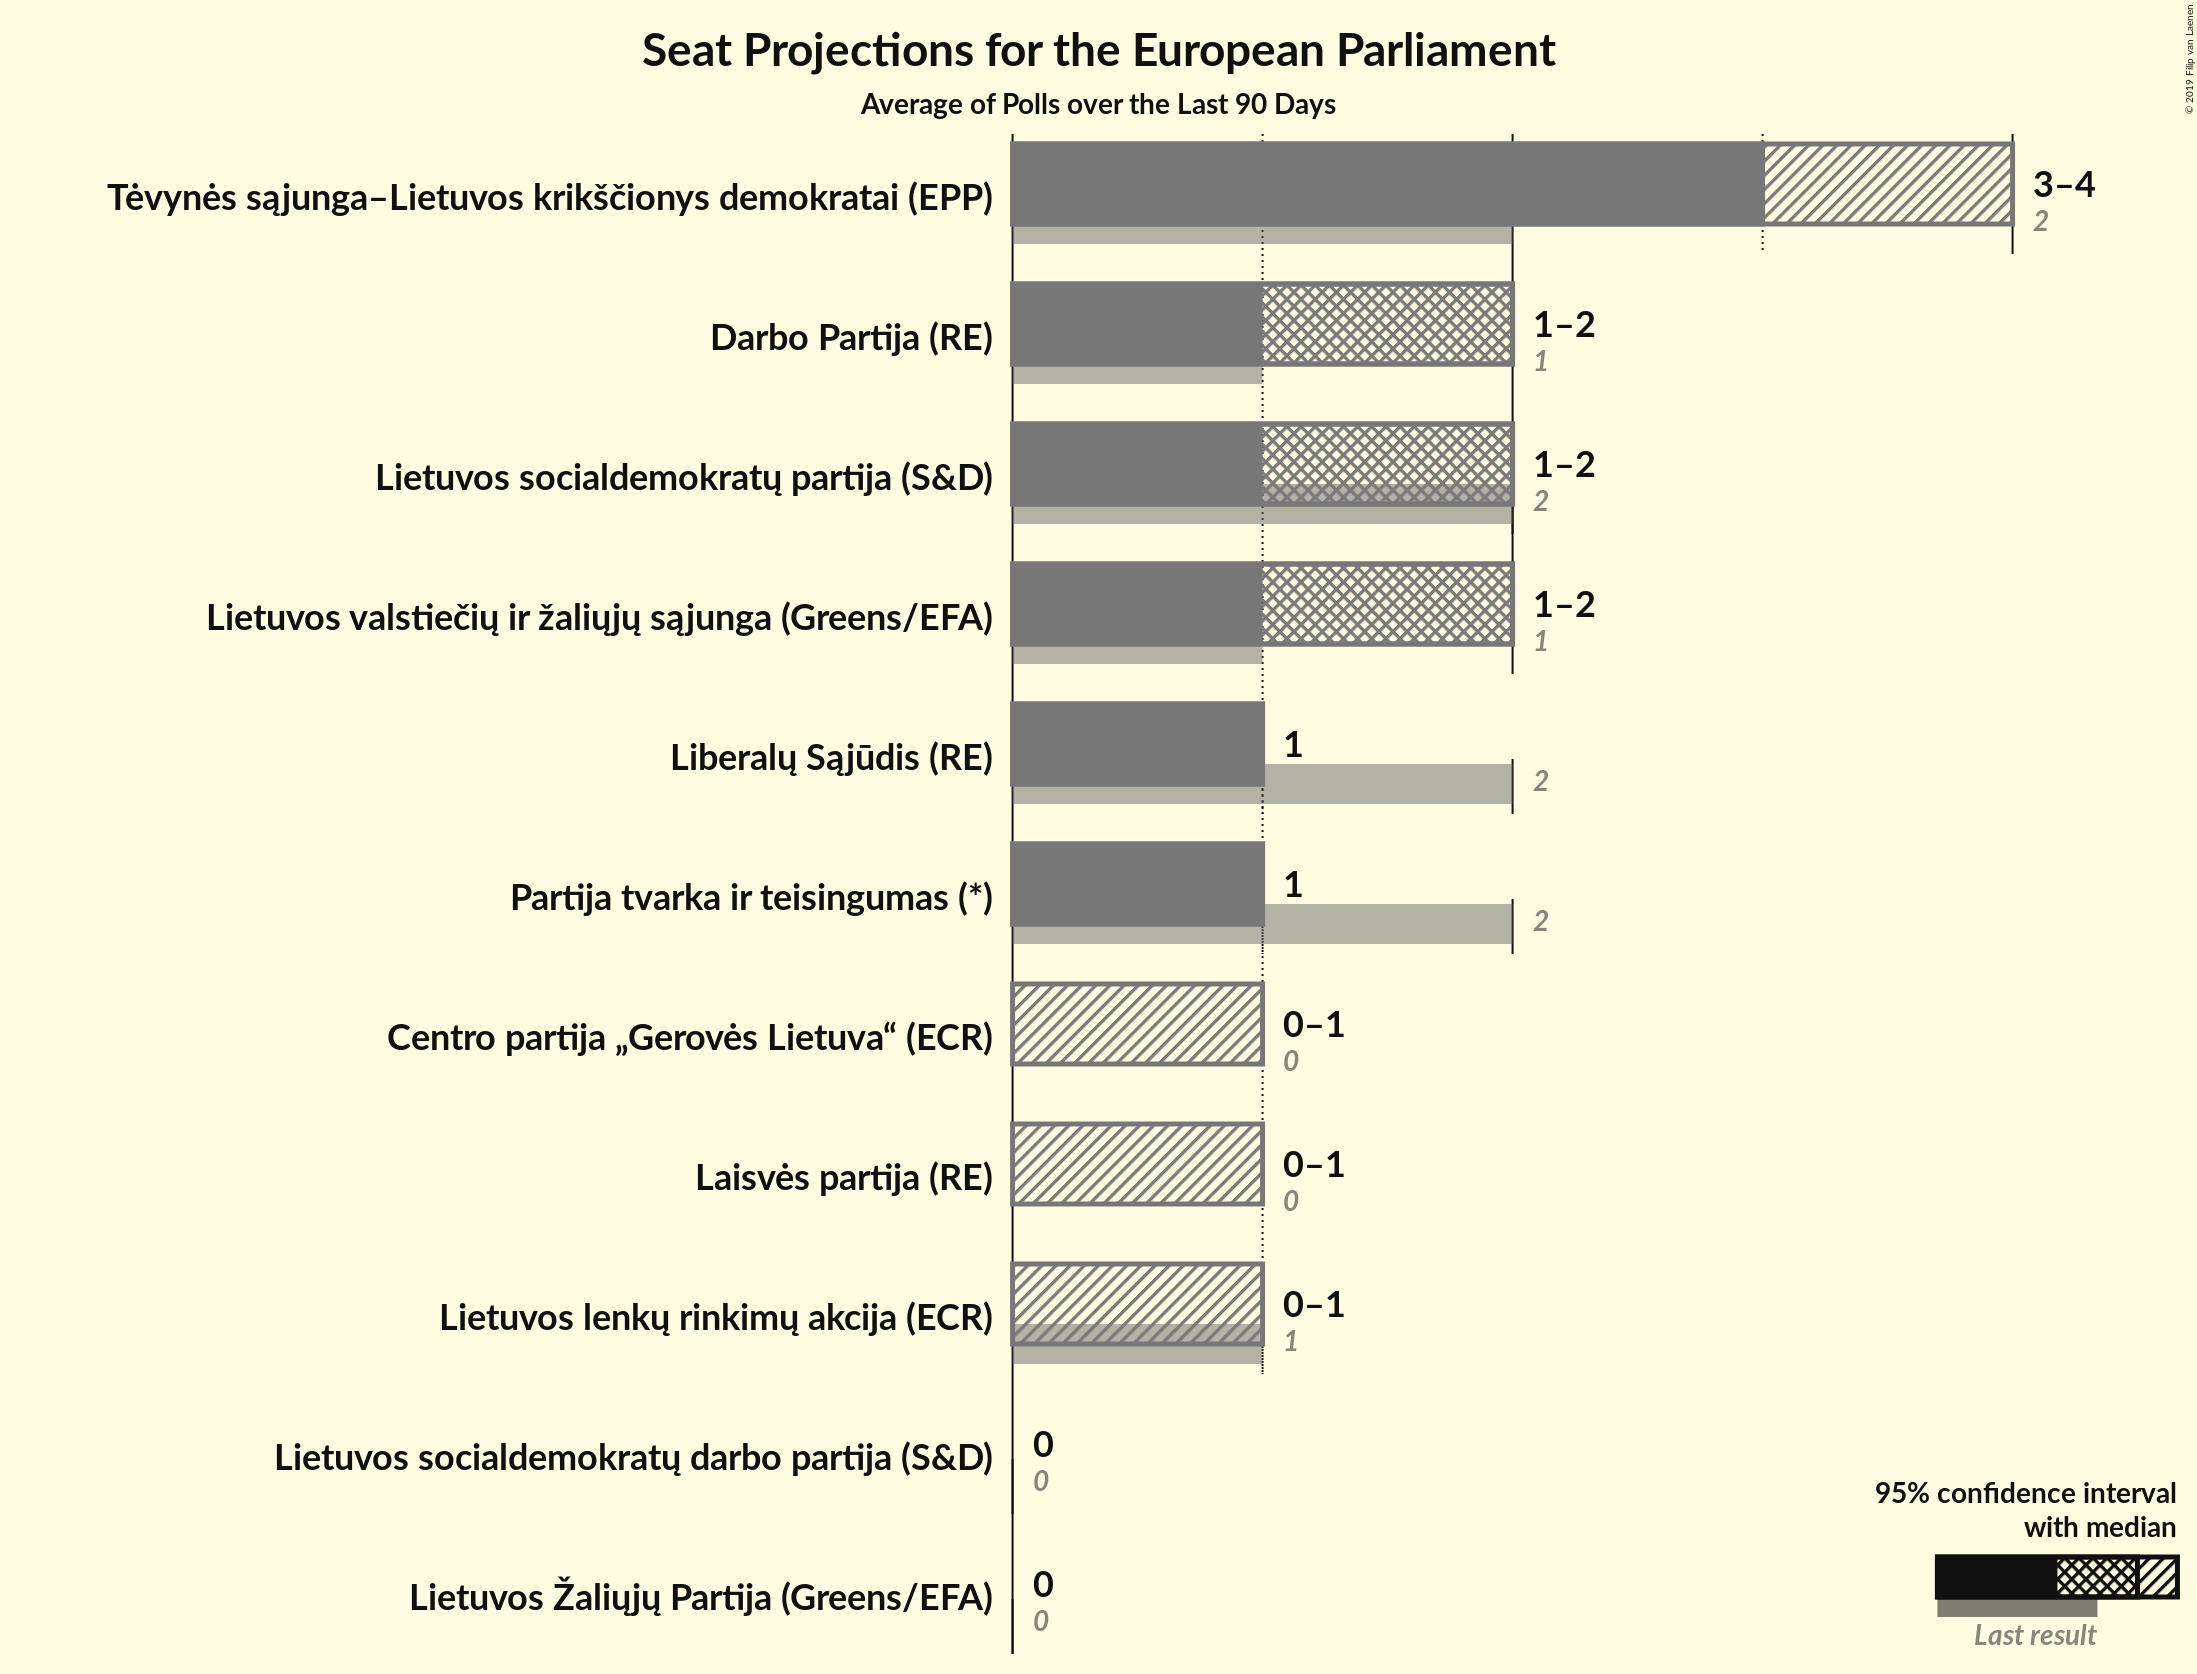 Seat Projections for the European Parliament
Average of Polls over the Last 90 Days
© 2019 Filip van Laenen
Tėvynės sąjunga–Lietuvos krikščionys demokratai (EPP)
3–4
2
Darbo Partija (RE)
1–2
1
Lietuvos socialdemokratų partija (S&D)
1–2
2
Lietuvos valstiečių ir žaliųjų sąjunga (Greens/EFA)
1–2
1
Liberalų Sąjūdis (RE)
1
2
Partija tvarka ir teisingumas (*)
1
2
Centro partija „Gerovės Lietuva“ (ECR)
0–1
0
Laisvės partija (RE)
0–1
0
Lietuvos lenkų rinkimų akcija (ECR)
0–1
1
Lietuvos socialdemokratų darbo partija (S&D)
0
0
Lietuvos Žaliųjų Partija (Greens/EFA)
0
0
95% confidence interval
with median
Last result